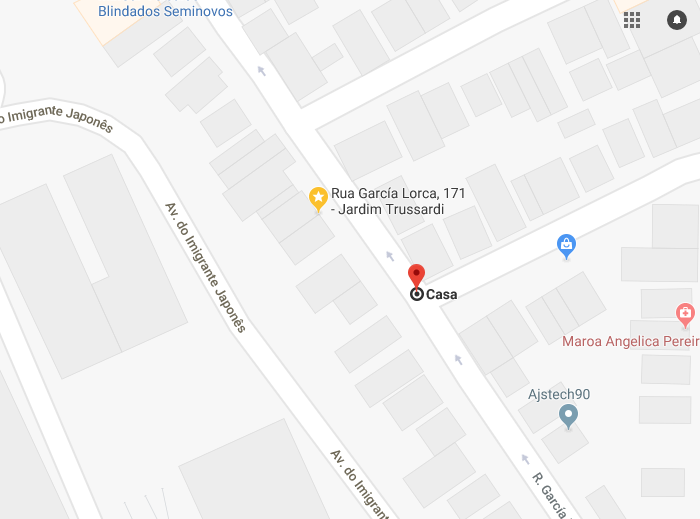 Blindados Seminovos
o Imigrante Japonês
Rua García Lorca, 171
- Jardim Trussardi
Av. do Imigrante Japonês
Casa
Maroa Angelica Pereir
Ajstech90
Av. do Imigrant
R. García